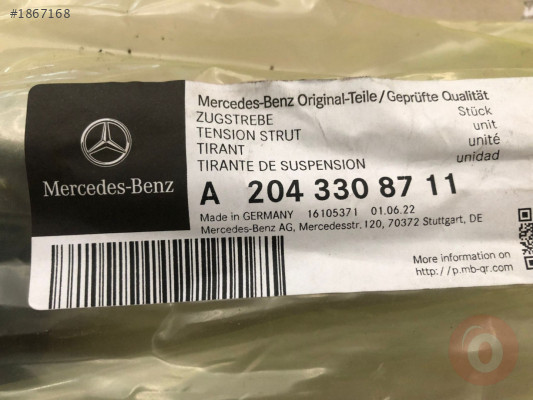 #1867168
Mercedes-Benz Original-Teile/Geprüfte Qualität
ZUGSTREBE Stück
TENSION STRUT unit
TIRANT unité
TIRANTE DE SUSPENSION unidad
Mercedes-Benz
A 204 330 87 11
Made in GERMANY 16105371 01.06.22
Mercedes-Benz AG, Mercedesstr.120, 70372 Stuttgart, DE
More information on
http://p.mb-qr.com